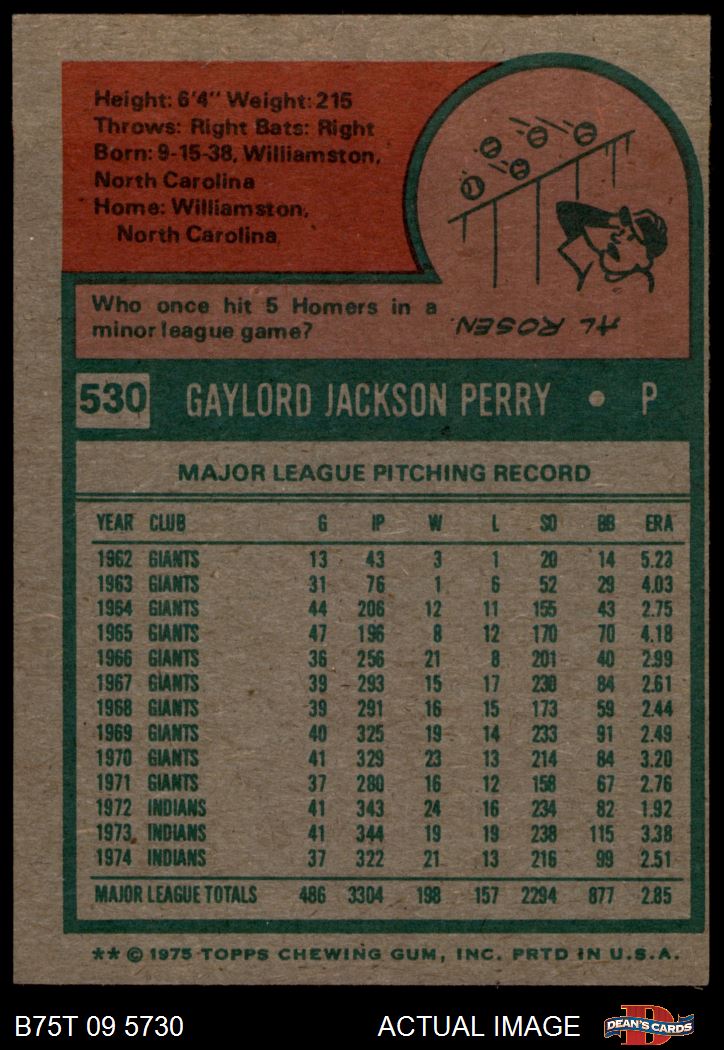 Height: 6'4" Weight: 215
Throws: Right Bats: Right
Born: 9-15-38, Williamston,
North Carolina
Home: Williamston,
North Carolina
Who once hit 5 Homers in a
minor league game?
AL ROSEN
530 GAYLORD JACKSON PERRY • P
MAJOR LEAGUE PITCHING RECORD
YEAR CLUB G IP W L SO BB ERA
1962 GIANTS 13 43 3 1 20 14 5.23
1963 GIANTS 31 76 1 6 52 29 4.03
1964 GIANTS 44 206 12 11 155 43 2.75
1965 GIANTS 47 196 8 12 170 70 4.18
1966 GIANTS 36 256 21 8 201 40 2.99
1967 GIANTS 39 293 15 17 230 84 2.61
1968 GIANTS 39 291 16 15 173 59 2.44
1969 GIANTS 40 325 19 14 233 91 2.49
1970 GIANTS 41 329 23 13 214 84 3.20
1971 GIANTS 37 280 16 12 158 67 2.76
1972 INDIANS 41 343 24 16 234 82 1.92
1973 INDIANS 41 344 19 19 238 115 3.38
1974 INDIANS 37 322 21 13 216 99 2.51
MAJOR LEAGUE TOTALS 486 3304 198 157 2294 877 2.85
** © 1975 TOPPS CHEWING GUM, INC. PRTD IN U.S.A.
B75T 09 5730 ACTUAL IMAGE DEAN'S CARDS